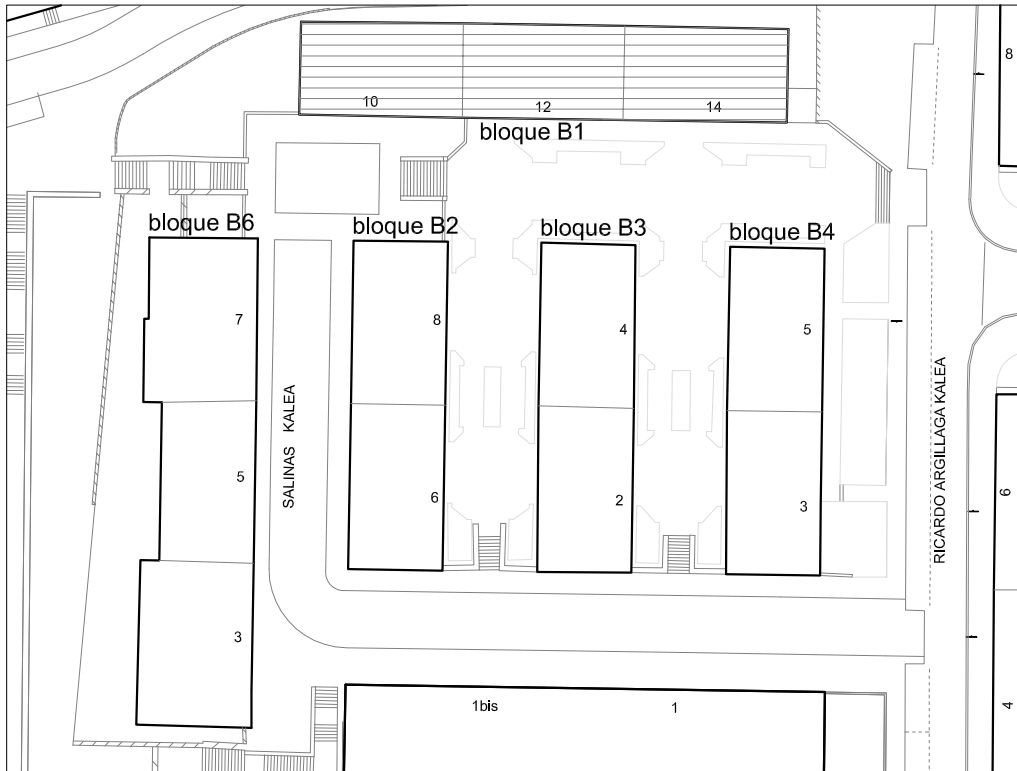 8
10
12
14
bloque B1
bloque B6
bloque B2
bloque B3
bloque B4
7
8
4
5
SALINAS KALEA
RICARDO ARGILLAGA KALEA
5
6
2
3
6
3
1bis
1
4